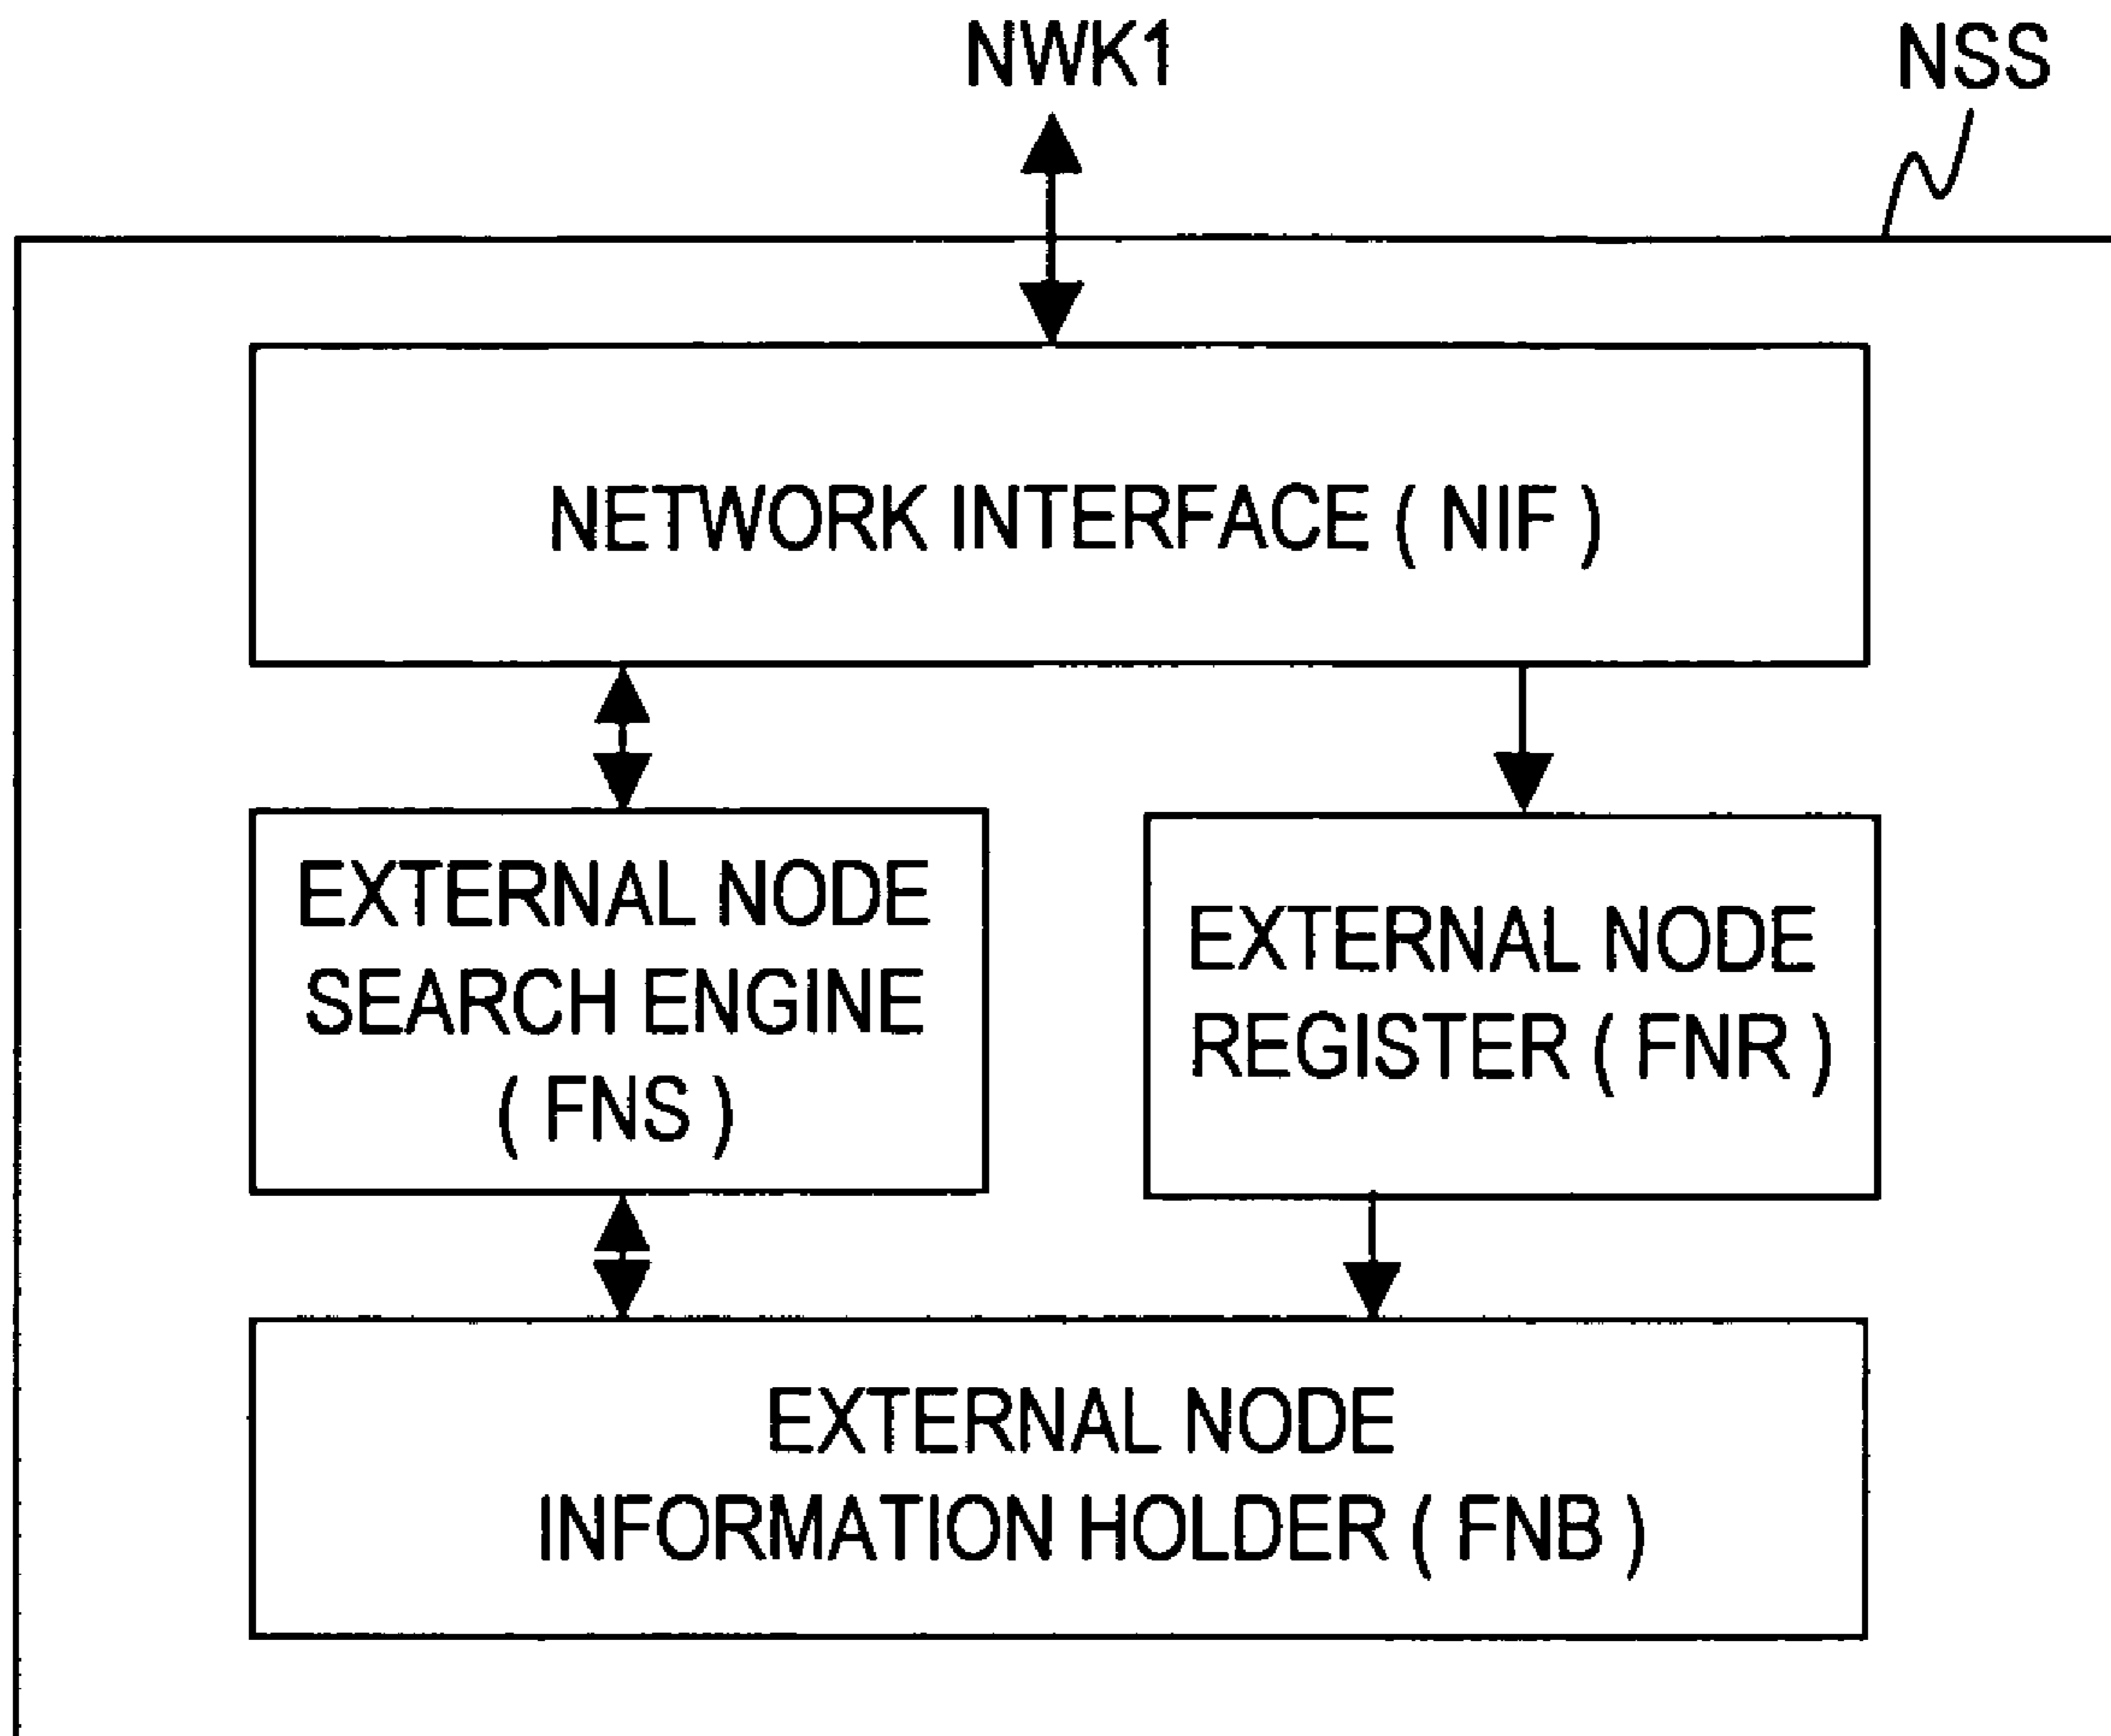 NWK1
NSS
NETWORK INTERFACE ( NIF )
EXTERNAL NODE
SEARCH ENGINE
( FNS )
EXTERNAL NODE
REGISTER ( FNR )
EXTERNAL NODE
INFORMATION HOLDER ( FNB )